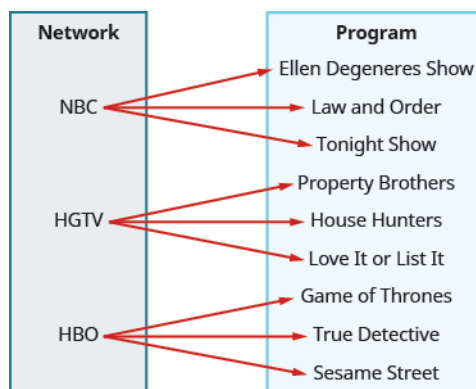 Network
Program
NBC
Ellen Degeneres Show
Law and Order
Tonight Show
HGTV
Property Brothers
House Hunters
Love It or List It
HBO
Game of Thrones
True Detective
Sesame Street